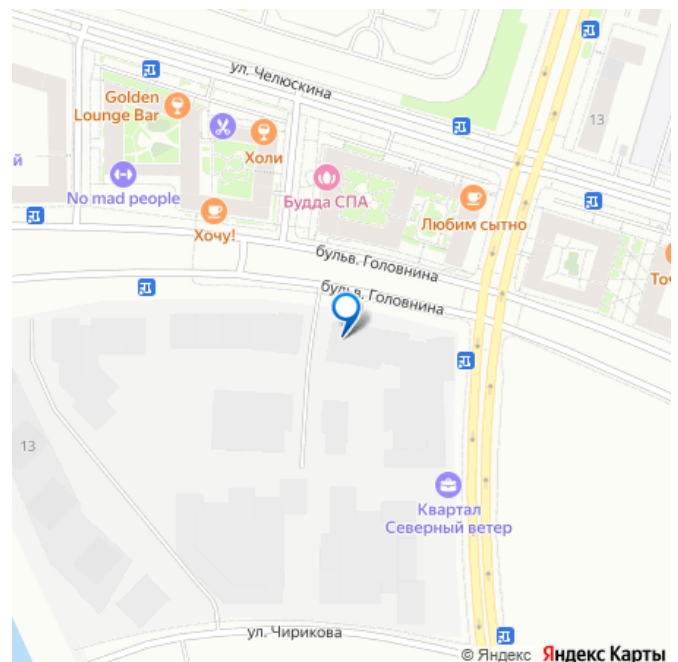 ул. Челюскина
Golden
Lounge Bar
Холи
13
й
No mad people
Будда СПА
Хочу!
Любим сытно
бульв. Головнина
бульв. Головнина
13
Квартал
Северный ветер
ул. Чирикова
© Яндекс Яндекс Карты